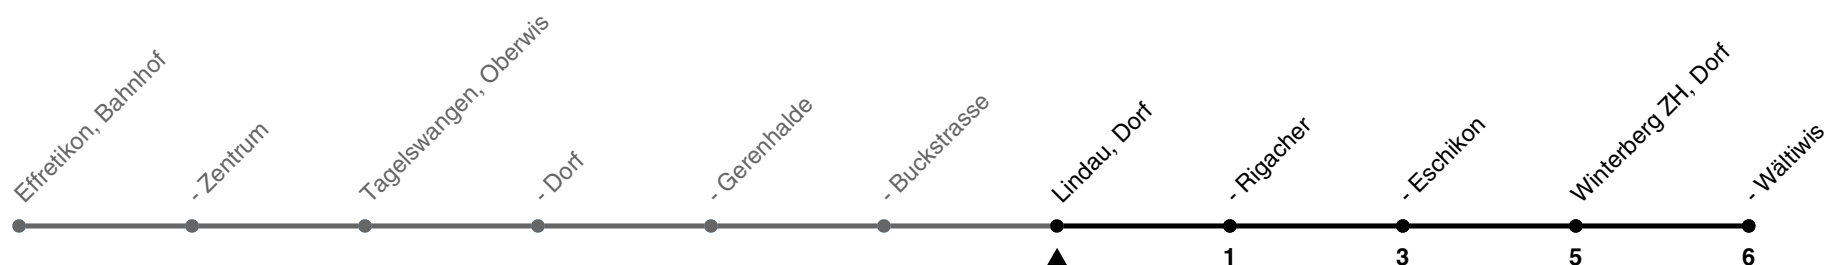 Effretikon, Bahnhof
- Zentrum
Tagelswangen, Oberwis
- Dorf
- Gerenhalde
- Buckstrasse
Lindau, Dorf
- Rigacher
- Eschikon
Winterberg ZH, Dorf
- Wältiwis
1 3 5 6